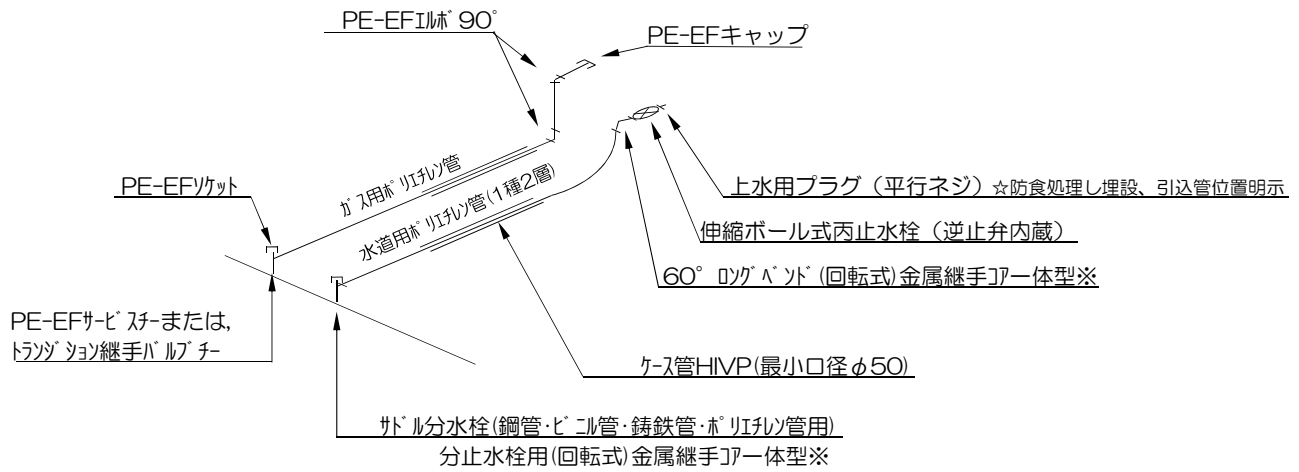 PE-EFｴﾙﾎﾞ90°
PE-EFキャップ
ガス用ポリエチレン管
PE-EFソケット
水道用ポリエチレン管(1種2層)
上水用プラグ（平行ネジ）☆防食処理し埋設、引込管位置明示
伸縮ボール式丙止水栓（逆止弁内蔵）
60°ロングベンド(回転式)金属継手コアー体型※
PE-EFサービスチーまたは,
トランジション継手バルブチー
ケース管HIVP(最小口径φ50)
サドル分水栓(鋼管･ビニル管･鋳鉄管･ポリエチレン管用)
分止水栓用(回転式)金属継手コアー体型※